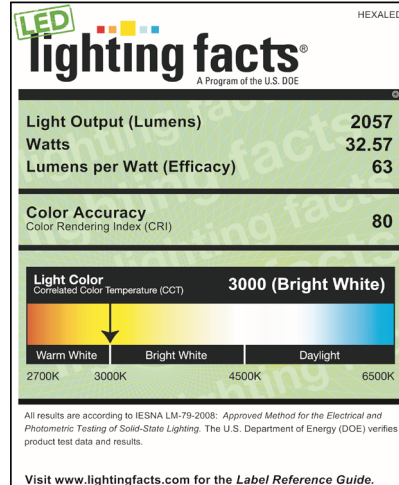 HEXALED
LED
lighting facts®
A Program of the U.S. DOE
Light Output (Lumens) 2057
Watts 32.57
Lumens per Watt (Efficacy) 63
Color Accuracy 80
Color Rendering Index (CRI)
Light Color 3000 (Bright White)
Correlated Color Temperature (CCT)
Warm White Bright White Daylight
2700K 3000K 4500K 6500K
All results are according to IESNA LM-79-2008: Approved Method for the Electrical and
Photometric Testing of Solid-State Lighting. The U.S. Department of Energy (DOE) verifies
product test data and results.
Visit www.lightingfacts.com for the Label Reference Guide.